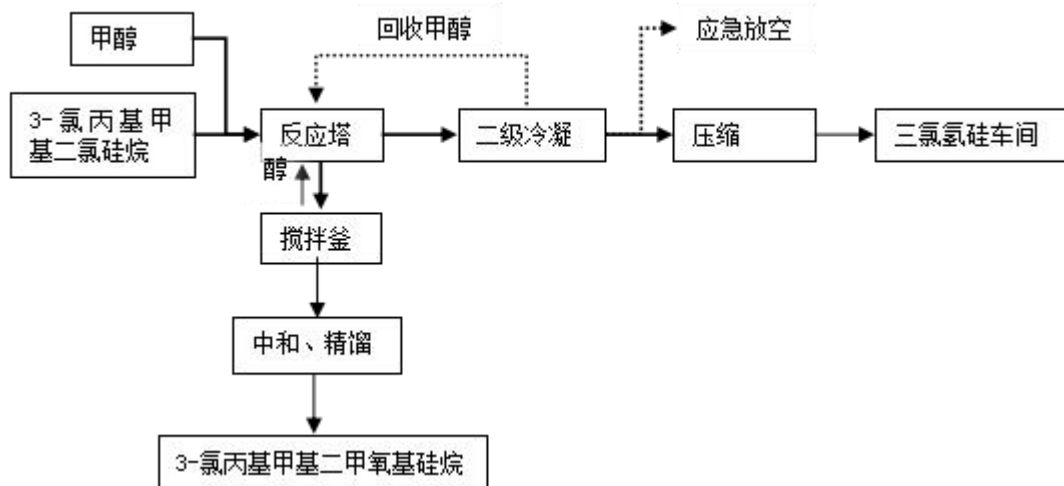 甲醇
回收甲醇
应急放空
3-氯丙基甲
基二氯硅烷
反应塔
二级冷凝
压缩
三氯氢硅车间
醇
搅拌釜
中和、精馏
3-氯丙基甲基二甲氧基硅烷